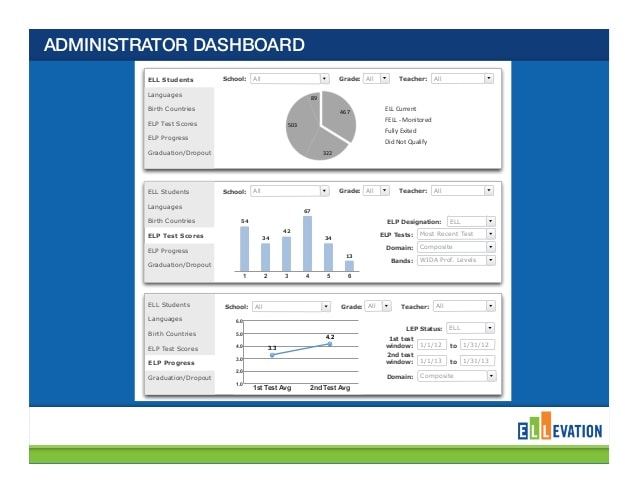 ADMINISTRATOR DASHBOARD
ELL Students
School: All Grade: All Teacher: All
Languages
Birth Countries
ELP Test Scores
ELP Progress
Graduation/Dropout
89
467
503
322
ELL Current
FELL - Monitored
Fully Exited
Did Not Qualify
ELL Students
School: All Grade: All Teacher: All
Languages
Birth Countries
ELP Test Scores
ELP Progress
Graduation/Dropout
54 34 42 67 34 13
1 2 3 4 5 6
ELP Designation: ELL
ELP Tests: Most Recent Test
Domain: Composite
Bands: WIDA Prof. Levels
ELL Students
School: All Grade: All Teacher: All
Languages
Birth Countries
ELP Test Scores
ELP Progress
Graduation/Dropout
6.0
5.0
4.0
3.0
2.0
1.0
3.3 4.2
1st Test Avg 2nd Test Avg
LEP Status: ELL
1st test
window: 1/1/12 to 1/31/12
2nd test
window: 1/1/13 to 1/31/13
Domain: Composite
ELLEVATION